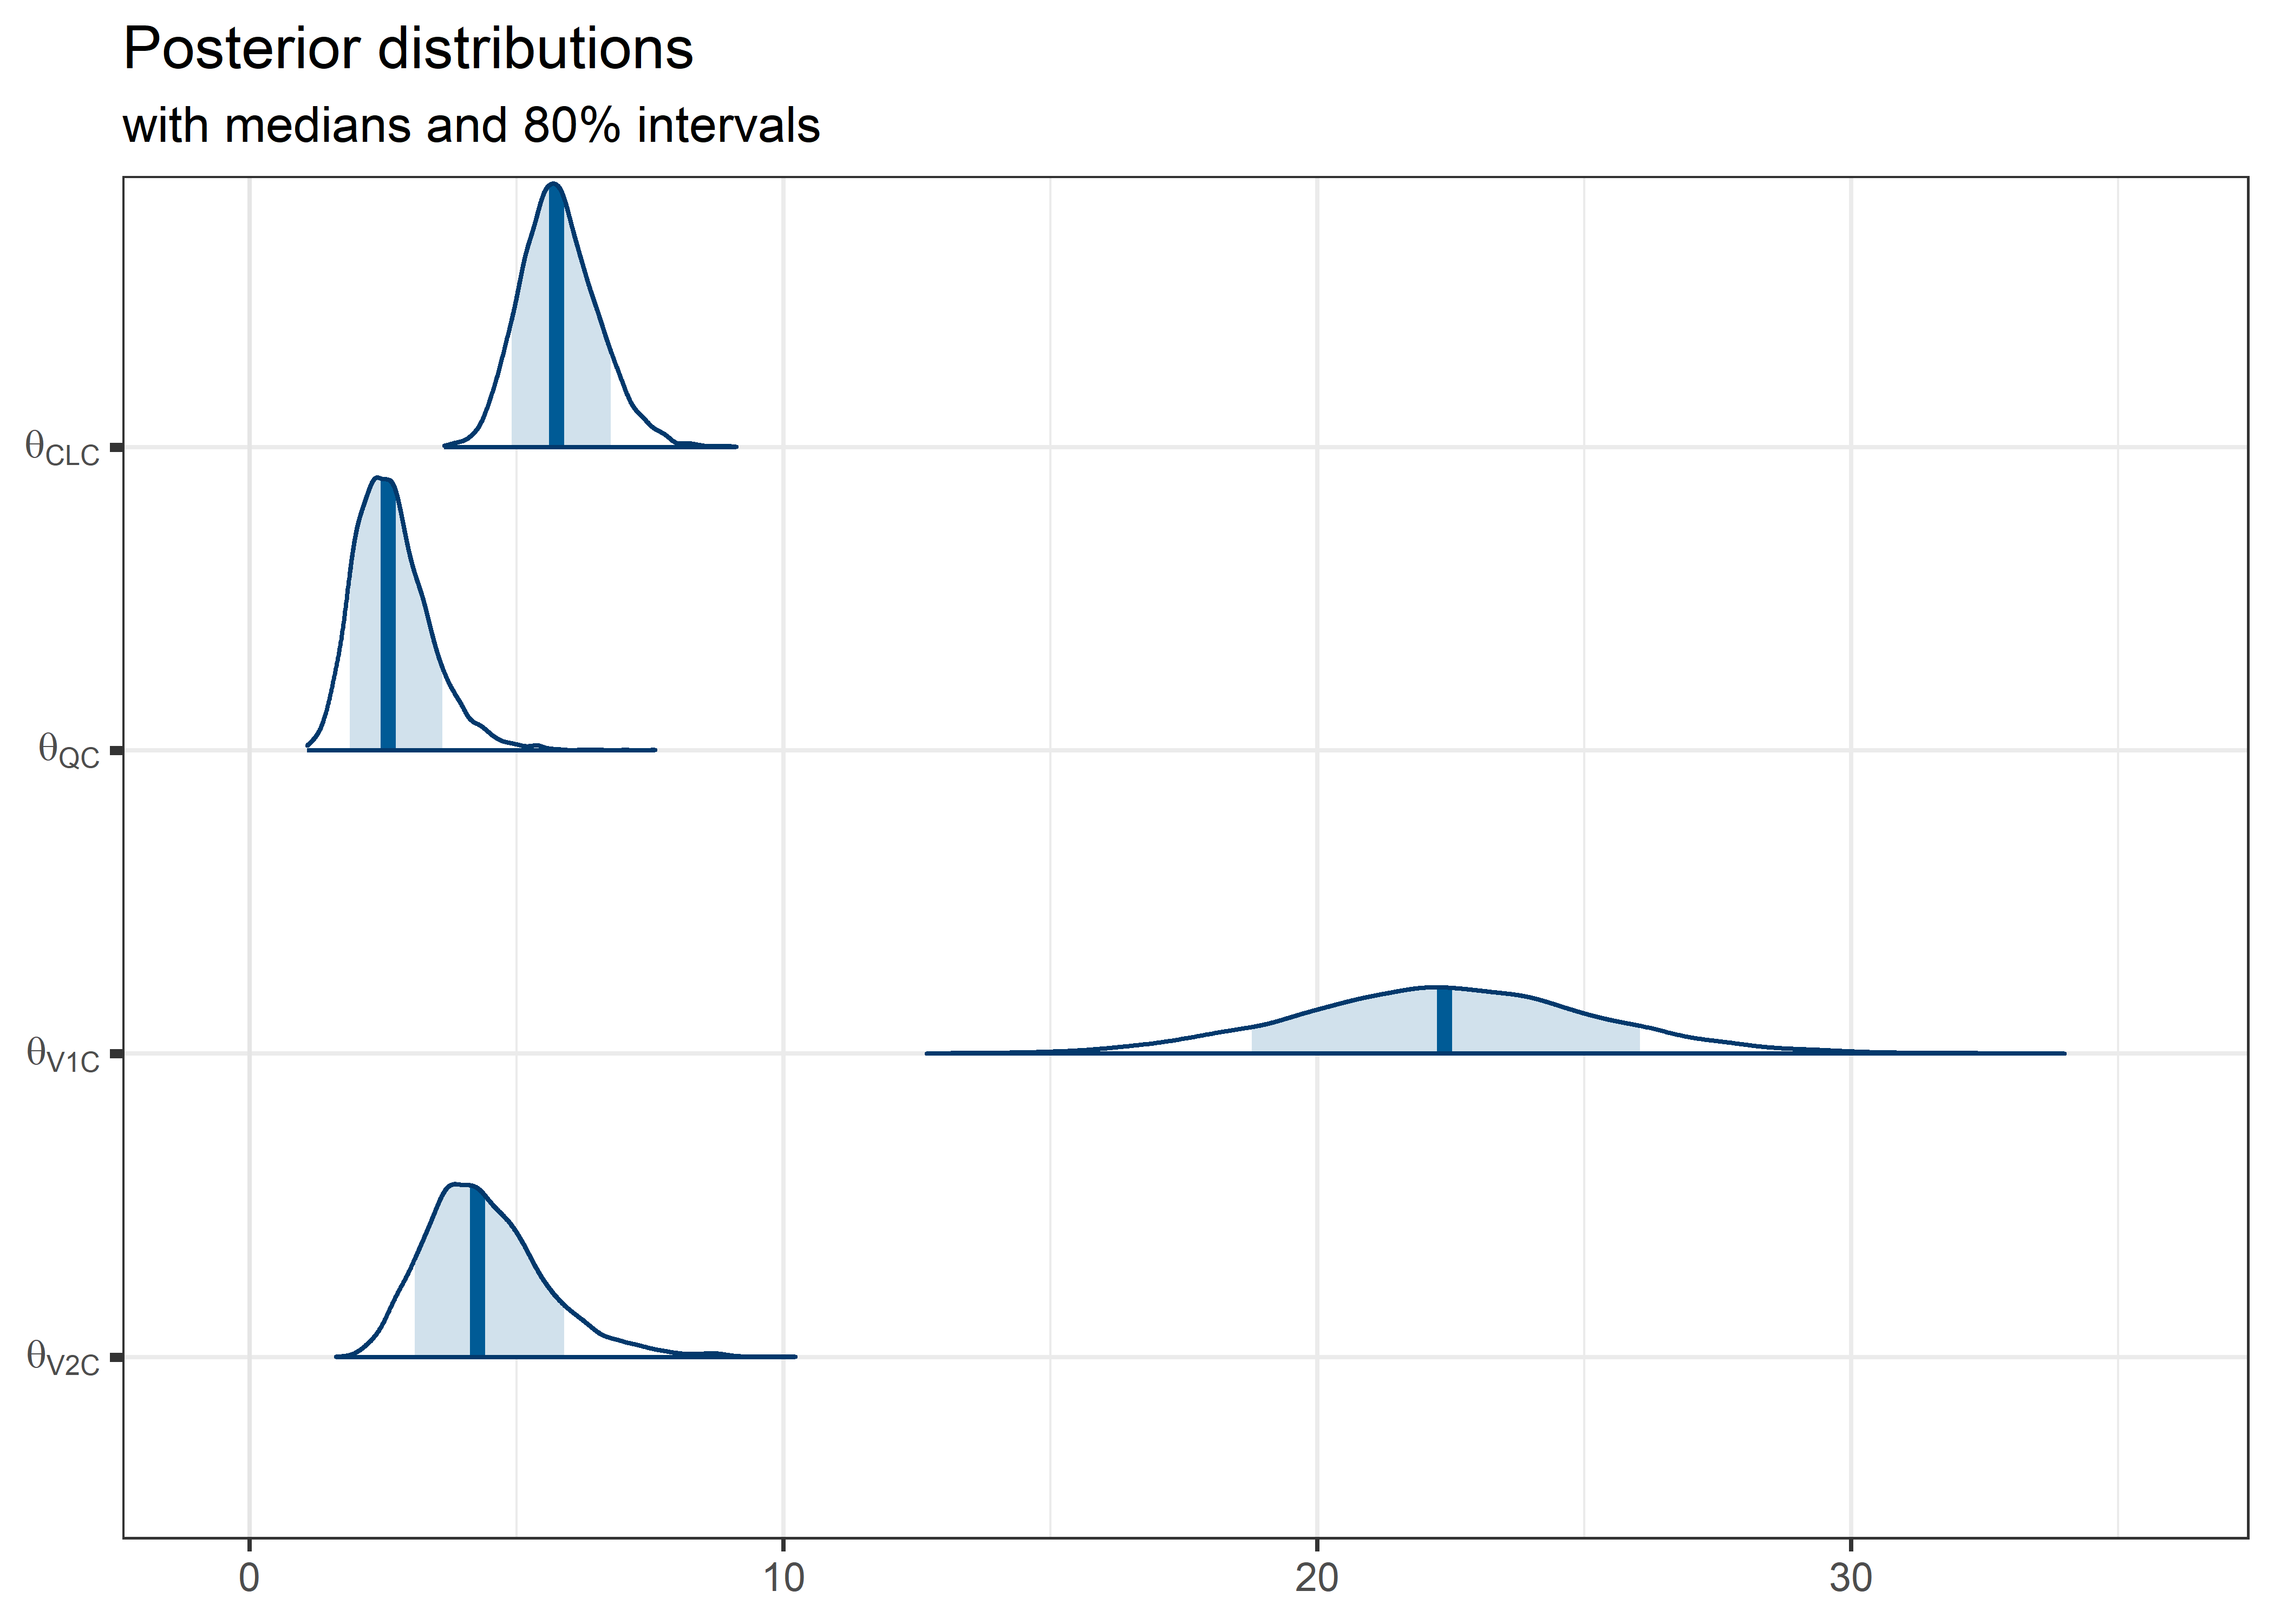 Posterior distributions
with medians and 80% intervals
θCLC
θQC
θV1C
θV2C
0 10 20 30